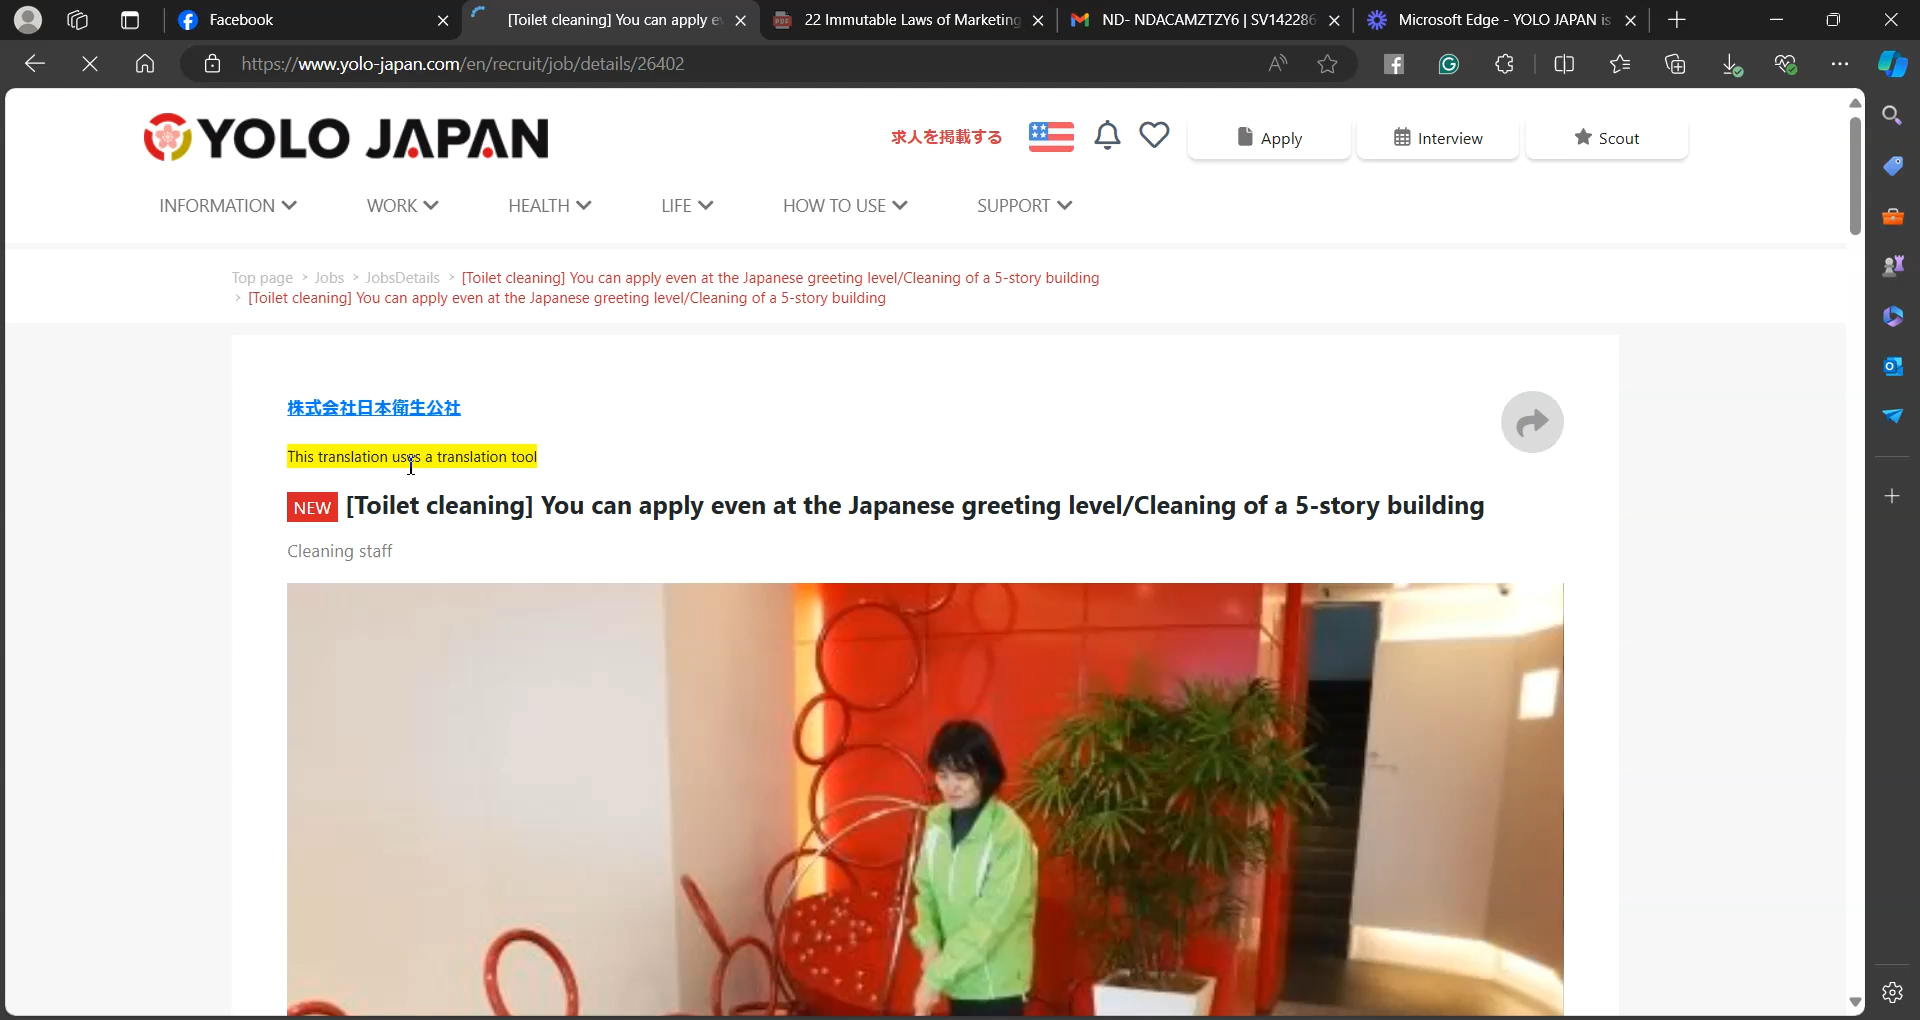 Facebook
[Toilet cleaning] You can apply e
22 Immutable Laws of Marketing
ND- NDACAMZTZY6 | SV142286
Microsoft Edge - YOLO JAPAN is
https://www.yolo-japan.com/en/recruit/job/details/26402
YOLO JAPAN
求人を掲載する
Apply
Interview
Scout
INFORMATION
WORK
HEALTH
LIFE
HOW TO USE
SUPPORT
Top page > Jobs > JobsDetails > [Toilet cleaning] You can apply even at the Japanese greeting level/Cleaning of a 5-story building
> [Toilet cleaning] You can apply even at the Japanese greeting level/Cleaning of a 5-story building
株式会社日本衛生公社
This translation uses a translation tool
NEW [Toilet cleaning] You can apply even at the Japanese greeting level/Cleaning of a 5-story building
Cleaning staff